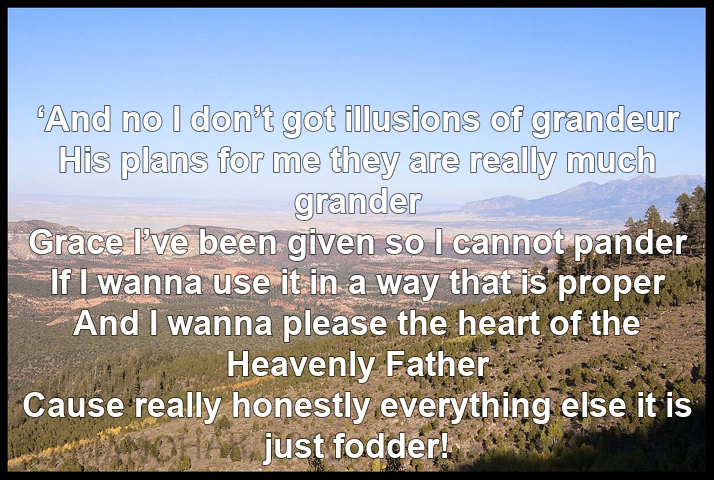 ‘And no I don’t got illusions of grandeur
His plans for me they are really much
grander
Grace I’ve been given so I cannot pander
If I wanna use it in a way that is proper
And I wanna please the heart of the
Heavenly Father
Cause really honestly everything else it is
just fodder!